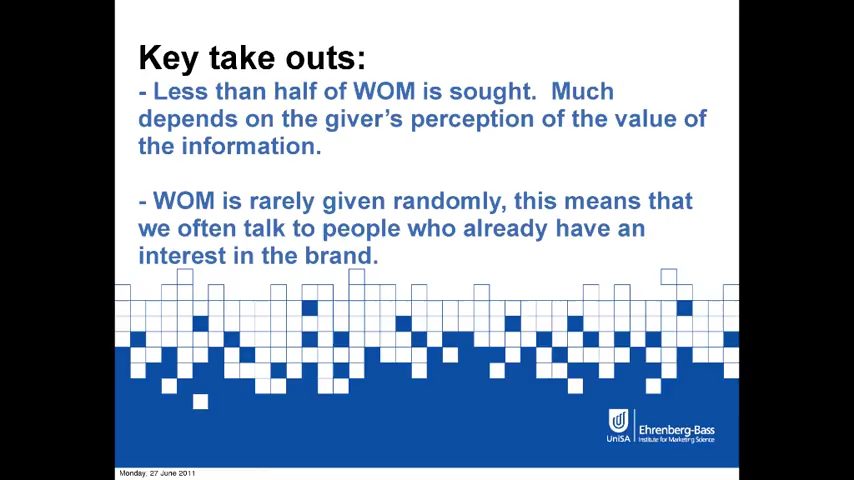 Key take outs:
- Less than half of WOM is sought.  Much
depends on the giver’s perception of the value of
the information.
- WOM is rarely given randomly, this means that
we often talk to people who already have an
interest in the brand.
UniSA
Ehrenberg-Bass
Institute for Marketing Science
Monday, 27 June 2011